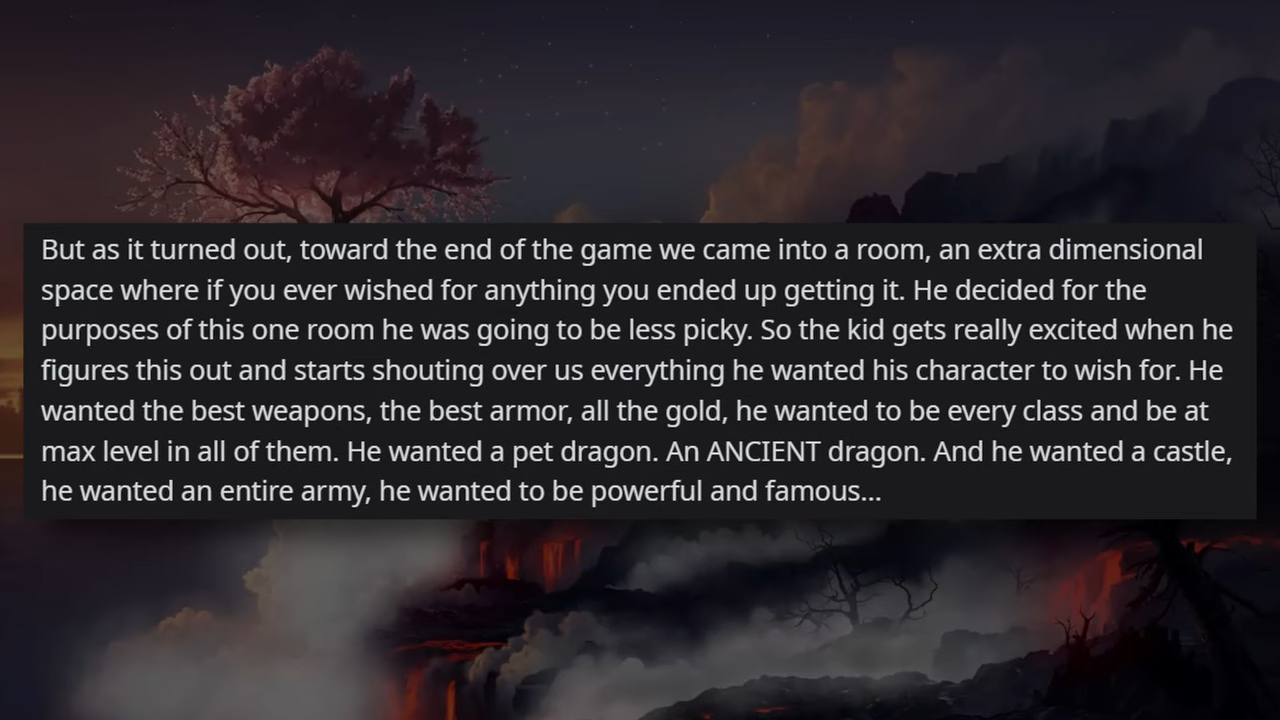 But as it turned out, toward the end of the game we came into a room, an extra dimensional
space where if you ever wished for anything you ended up getting it. He decided for the
purposes of this one room he was going to be less picky. So the kid gets really excited when he
figures this out and starts shouting over us everything he wanted his character to wish for. He
wanted the best weapons, the best armor, all the gold, he wanted to be every class and be at
max level in all of them. He wanted a pet dragon. An ANCIENT dragon. And he wanted a castle,
he wanted an entire army, he wanted to be powerful and famous...